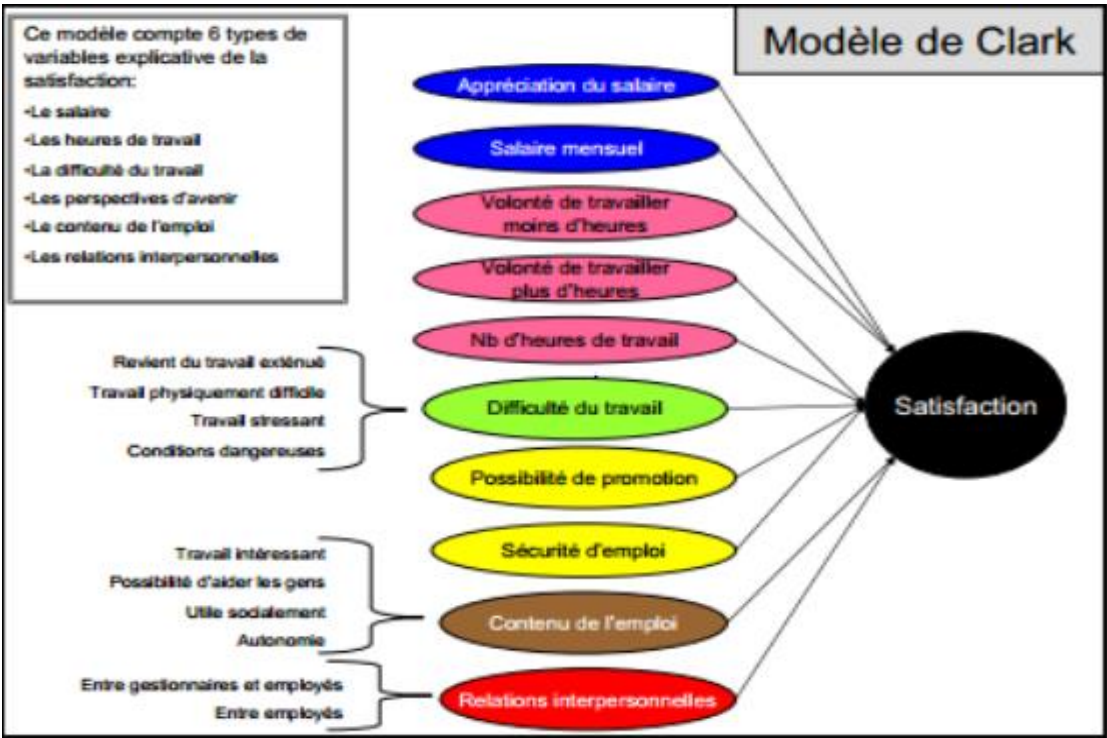 Modèle de Clark
Ce modèle compte 6 types de
variables explicative de la
satisfaction:
•Le salaire
•Les heures de travail
•La difficulté du travail
•Les perspectives d'avenir
•Le contenu de l'emploi
•Les relations interpersonnelles
Appréciation du salaire
Salaire mensuel
Volonté de travailler
moins d'heures
Volonté de travailler
plus d'heures
Nb d'heures de travail
Revient du travail exténué
Travail physiquement difficile
Travail stressant
Conditions dangereuses
Difficulté du travail
Possibilité de promotion
Sécurité d'emploi
Travail intéressant
Possibilité d'aider les gens
Utile socialement
Autonomie
Contenu de l'emploi
Entre gestionnaires et employés
Entre employés
Relations interpersonnelles
Satisfaction